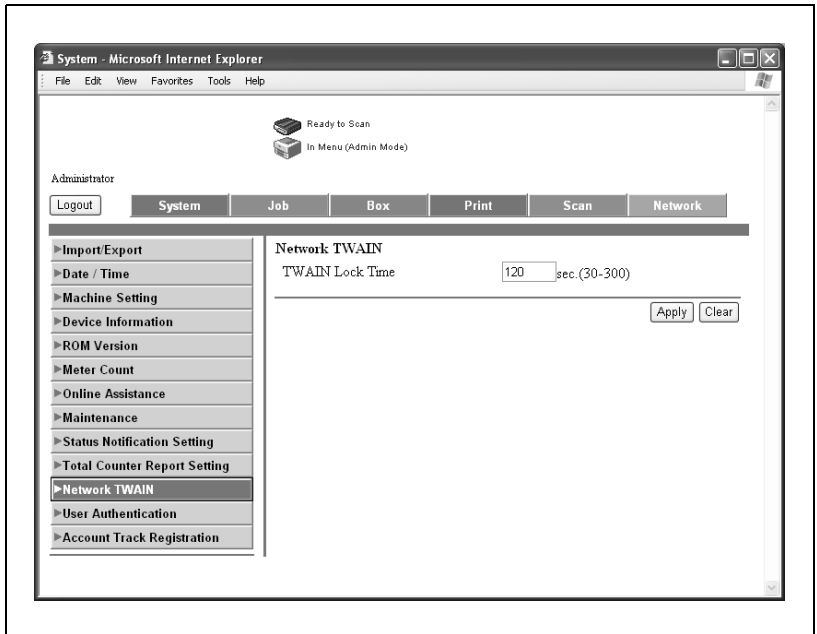 System - Microsoft Internet Explorer
File Edit View Favorites Tools Help
Ready to Scan
In Menu (Admin Mode)
Administrator
Logout System Job Box Print Scan Network
Import/Export
Date / Time
Machine Setting
Device Information
ROM Version
Meter Count
Online Assistance
Maintenance
Status Notification Setting
Total Counter Report Setting
Network TWAIN
User Authentication
Account Track Registration
Network TWAIN
TWAIN Lock Time 120 sec.(30-300)
Apply Clear